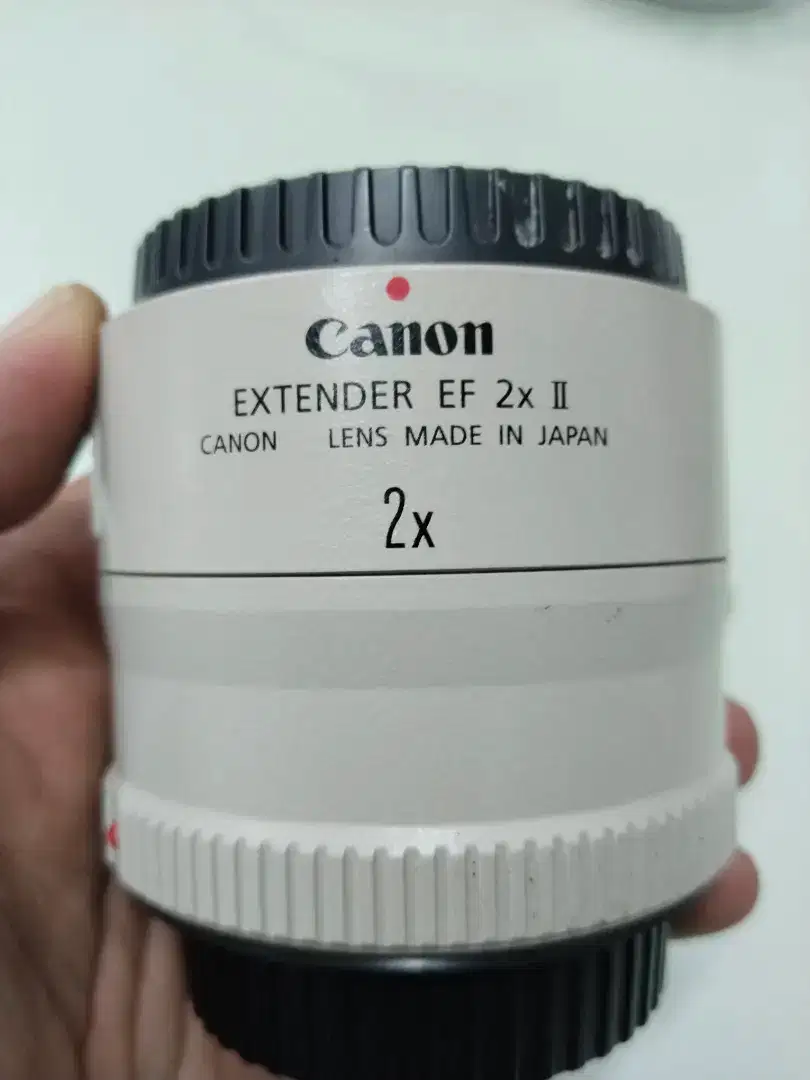 Canon
EXTENDER EF 2x II
CANON LENS MADE IN JAPAN
2x